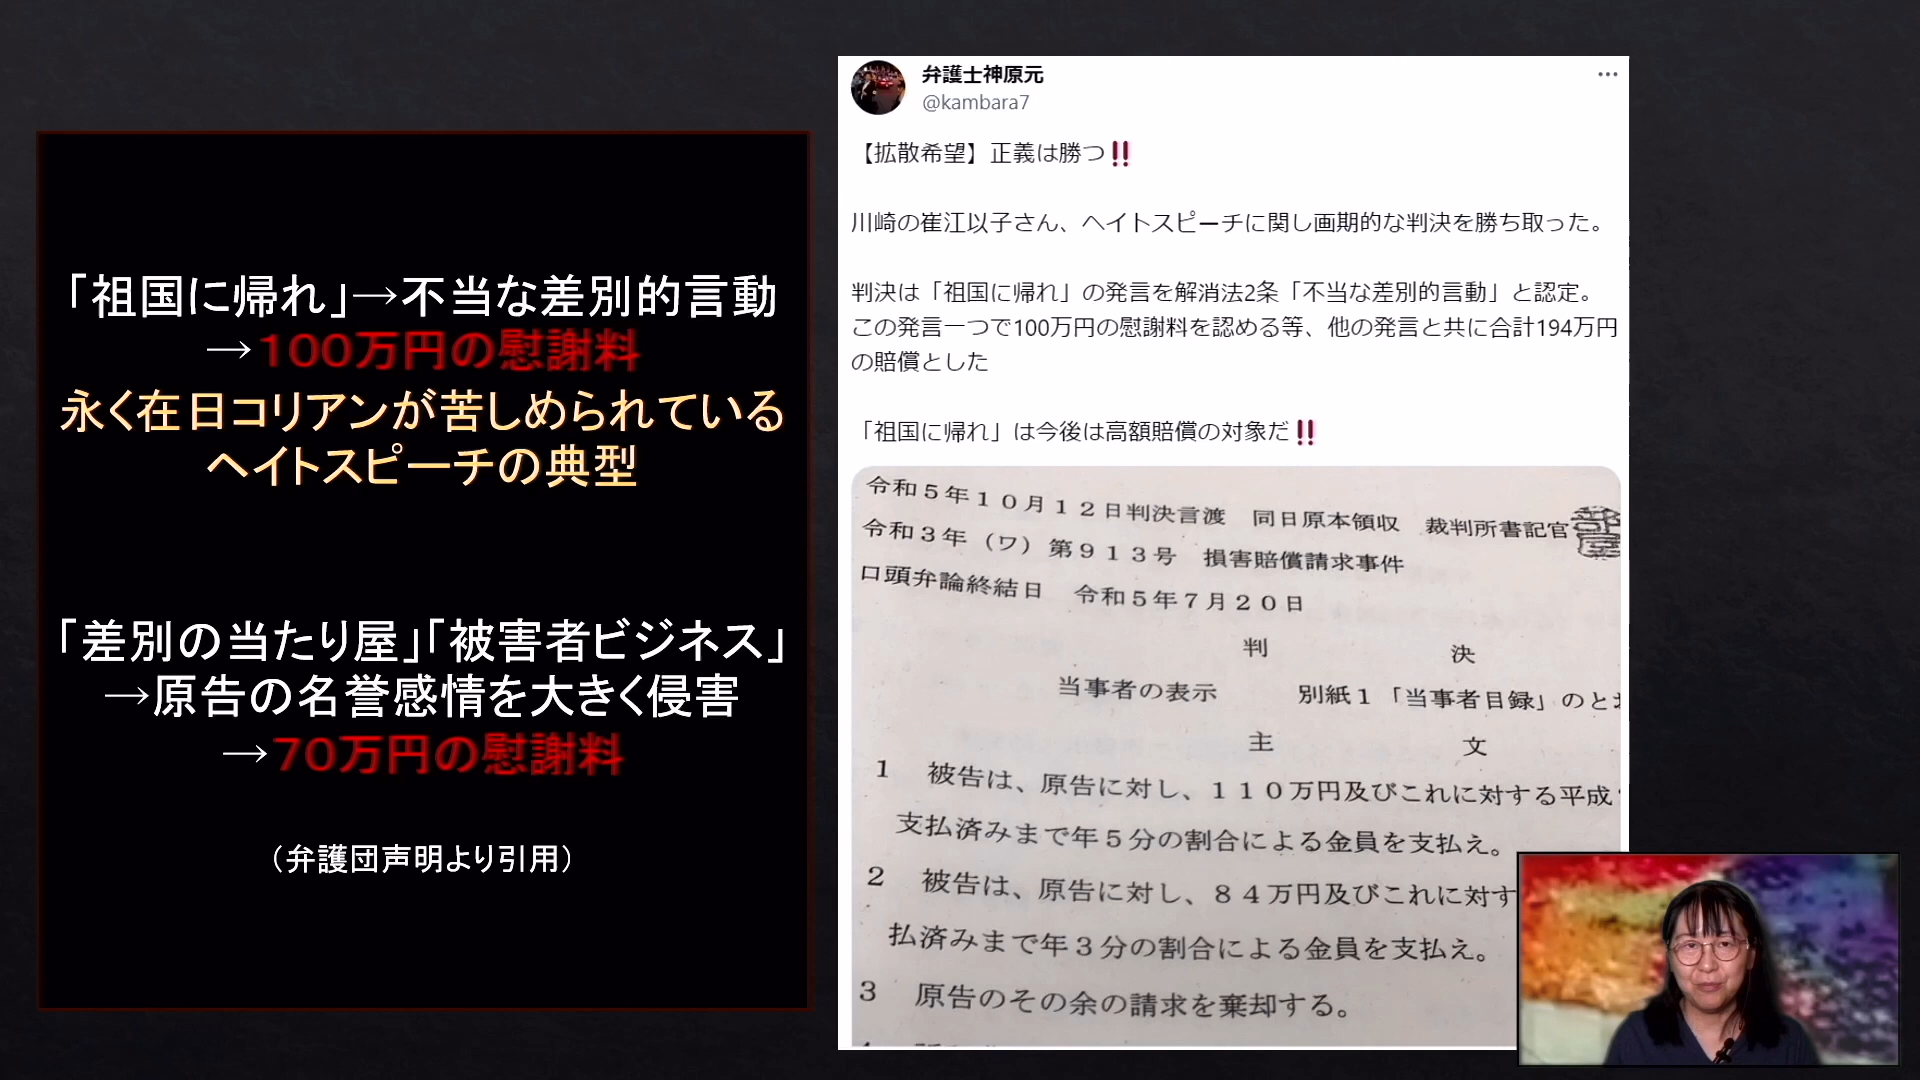 「祖国に帰れ」→不当な差別的言動
→100万円の慰謝料
永く在日コリアンが苦しめられている
ヘイトスピーチの典型
「差別の当たり屋」「被害者ビジネス」
→原告の名誉感情を大きく侵害
→70万円の慰謝料
（弁護団声明より引用）
弁護士神原元
@kambara7
【拡散希望】正義は勝つ‼
川崎の崔江以子さん、ヘイトスピーチに関し画期的な判決を勝ち取った。
判決は「祖国に帰れ」の発言を解消法2条「不当な差別的言動」と認定。
この発言一つで100万円の慰謝料を認める等、他の発言と共に合計194万円
の賠償とした
「祖国に帰れ」は今後は高額賠償の対象だ‼
令和５年１０月１２日判決言渡　同日原本領収　裁判所書記官
令和３年（ワ）第９１３号　損害賠償請求事件
口頭弁論終結日　令和５年７月２０日
判　決
当事者の表示　別紙１「当事者目録」のと
主　文
１　被告は、原告に対し、１１０万円及びこれに対する平成
支払済みまで年５分の割合による金員を支払え。
２　被告は、原告に対し、８４万円及びこれに対す
払済みまで年３分の割合による金員を支払え。
３　原告のその余の請求を棄却する。